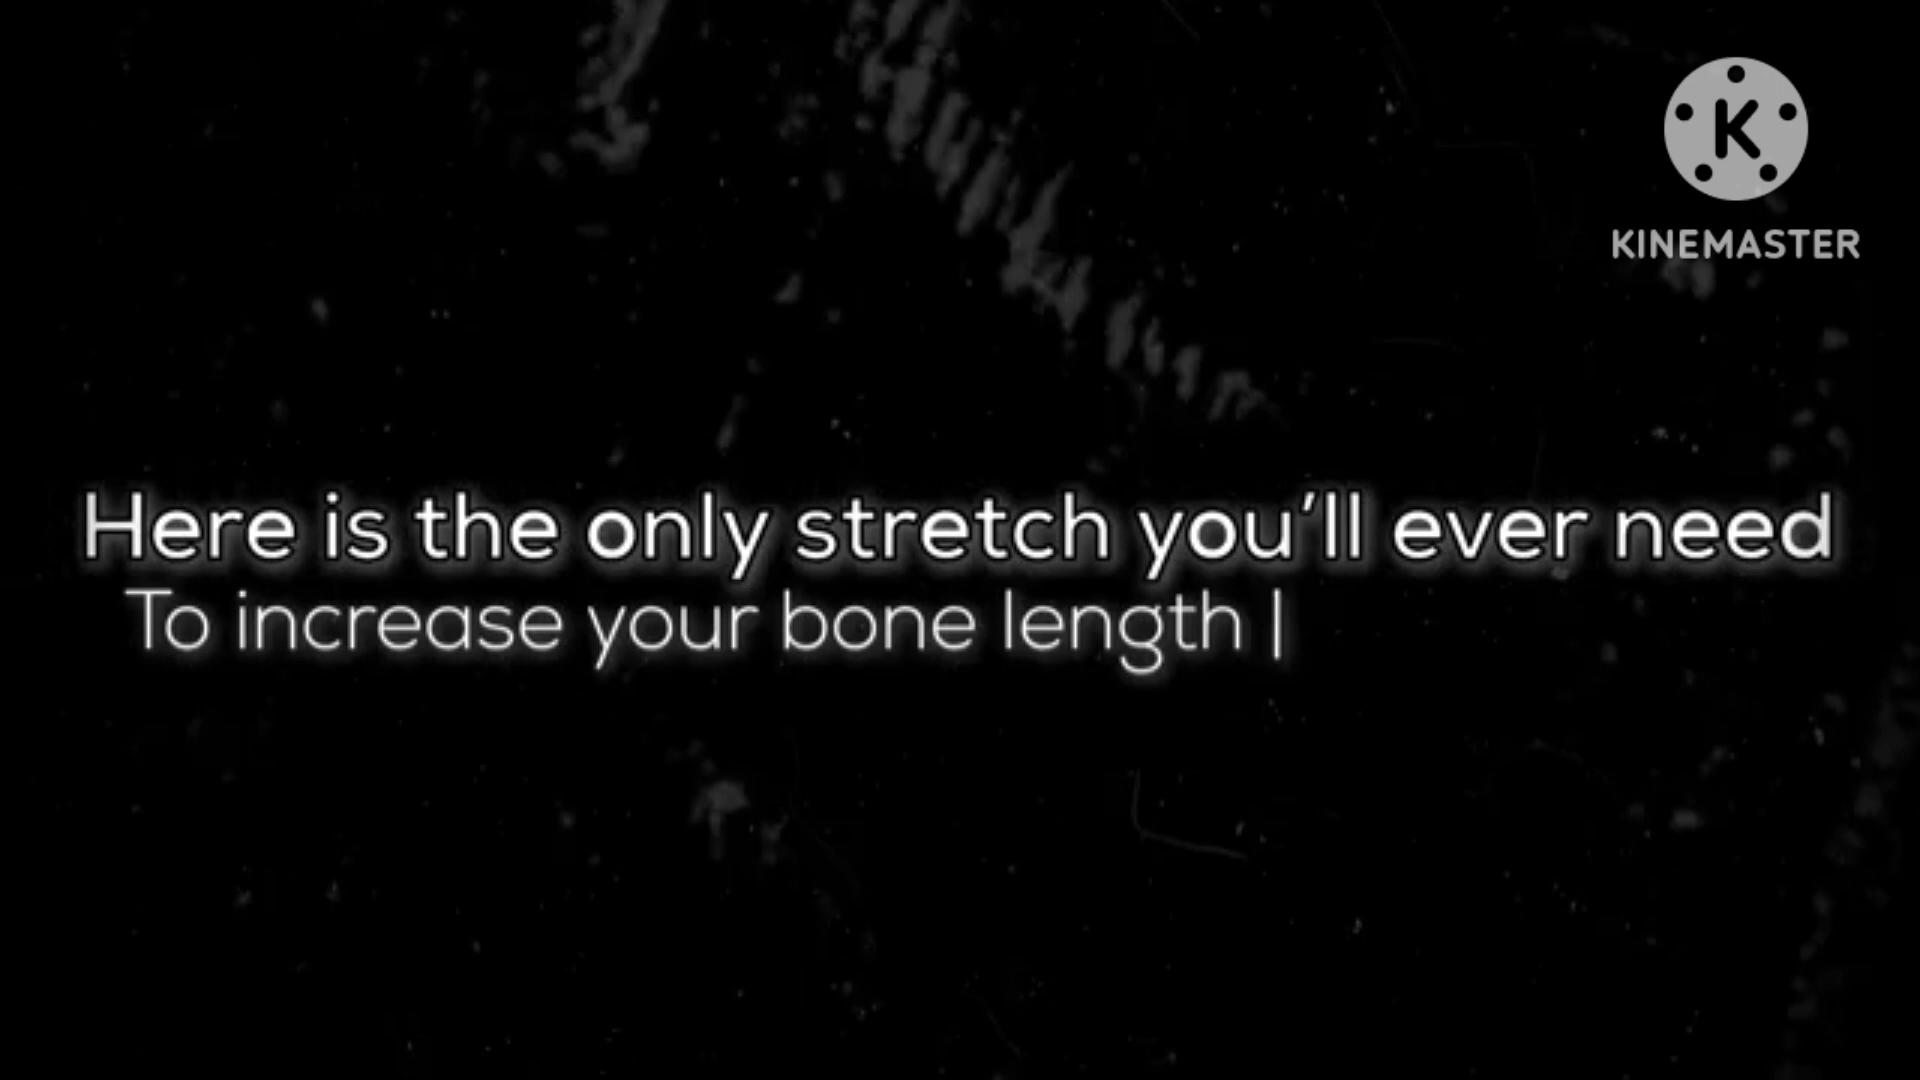 KINEMASTER
Here is the only stretch you'll ever need
To increase your bone length |